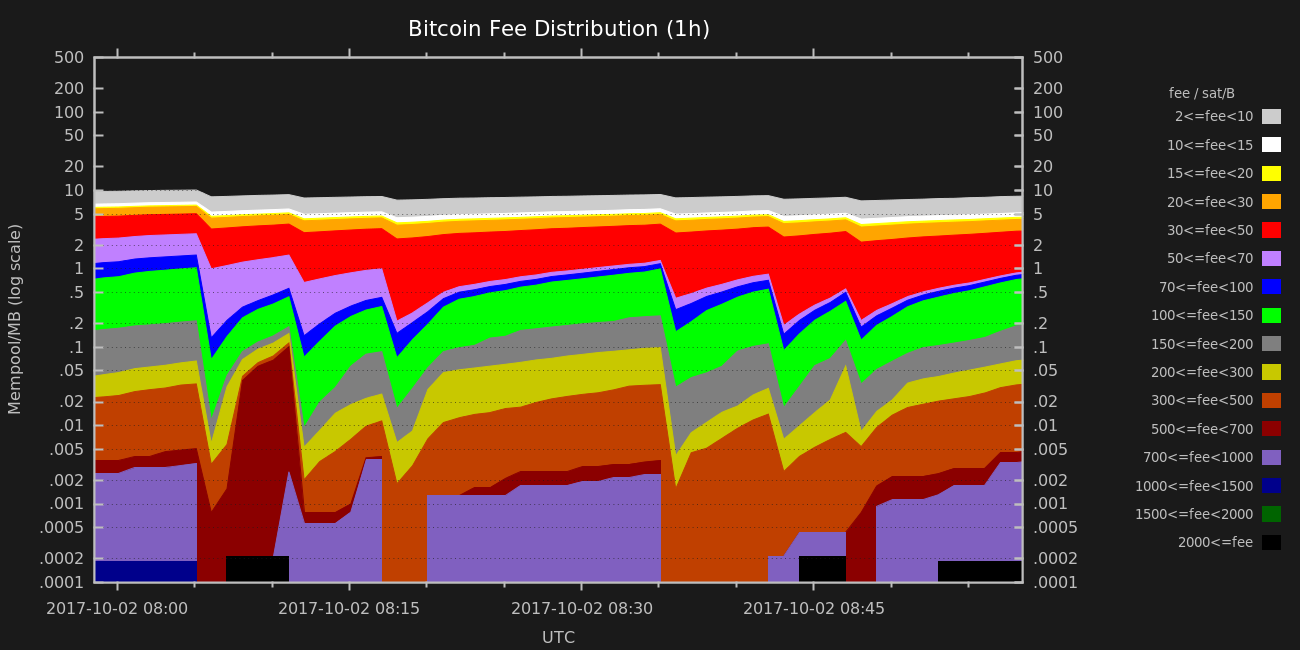 Bitcoin Fee Distribution (1h)
500
200
100
50
20
10
5
2
1
.5
.2
.1
.05
.02
.01
.005
.002
.001
.0005
.0002
.0001
Mempool/MB (log scale)
500
200
100
50
20
10
5
2
1
.5
.2
.1
.05
.02
.01
.005
.002
.001
.0005
.0002
.0001
2017-10-02 08:00
2017-10-02 08:15
2017-10-02 08:30
2017-10-02 08:45
UTC
fee / sat/B
2<=fee<10
10<=fee<15
15<=fee<20
20<=fee<30
30<=fee<50
50<=fee<70
70<=fee<100
100<=fee<150
150<=fee<200
200<=fee<300
300<=fee<500
500<=fee<700
700<=fee<1000
1000<=fee<1500
1500<=fee<2000
2000<=fee